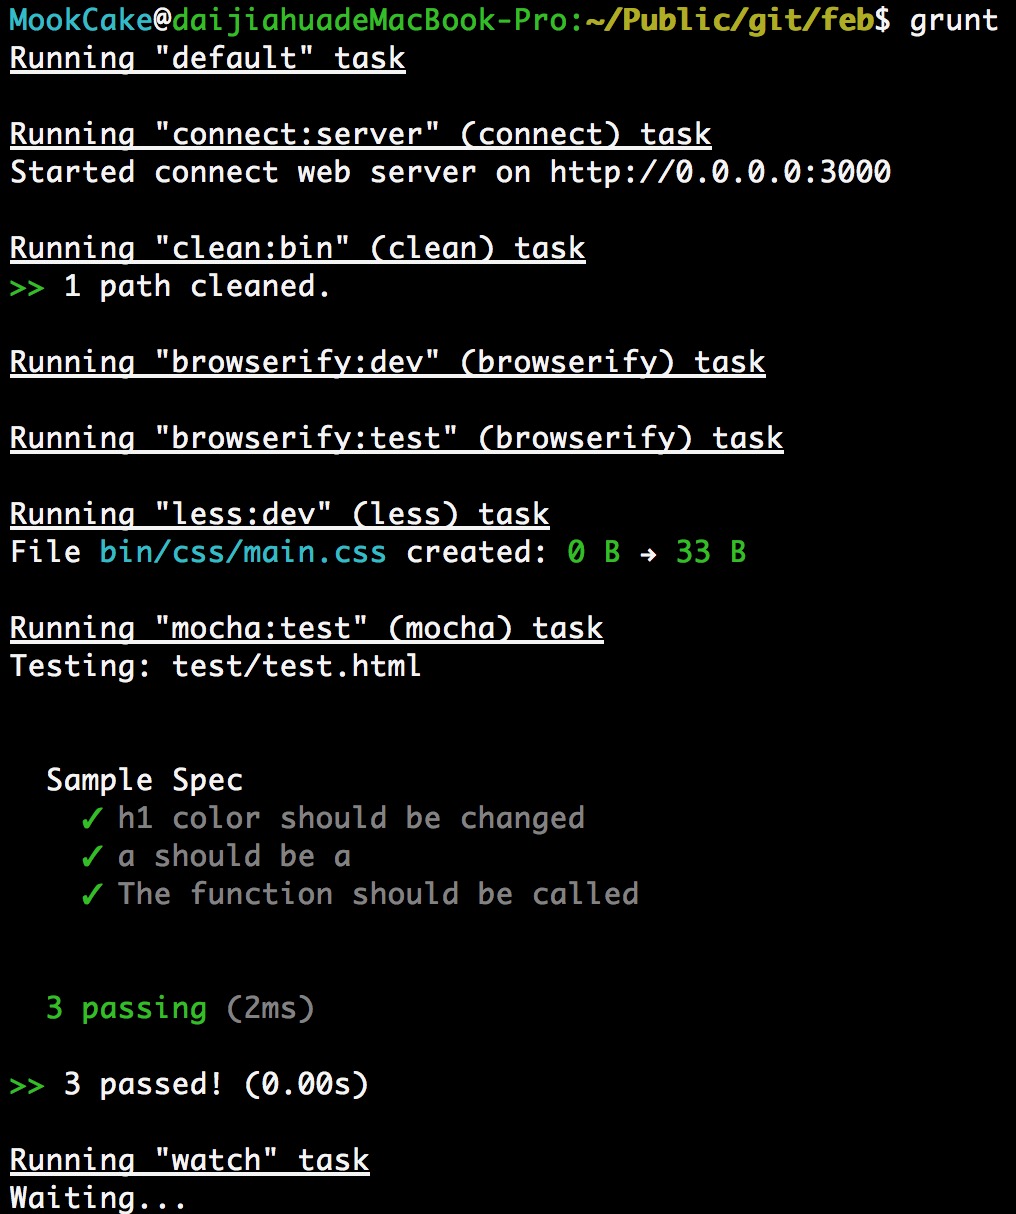 MookCake@daijiahuadeMacBook-Pro:~/Public/git/feb$ grunt
Running "default" task
Running "connect:server" (connect) task
Started connect web server on http://0.0.0.0:3000
Running "clean:bin" (clean) task
>> 1 path cleaned.
Running "browserify:dev" (browserify) task
Running "browserify:test" (browserify) task
Running "less:dev" (less) task
File bin/css/main.css created: 0 B → 33 B
Running "mocha:test" (mocha) task
Testing: test/test.html
Sample Spec
✓ h1 color should be changed
✓ a should be a
✓ The function should be called
3 passing (2ms)
>> 3 passed! (0.00s)
Running "watch" task
Waiting...